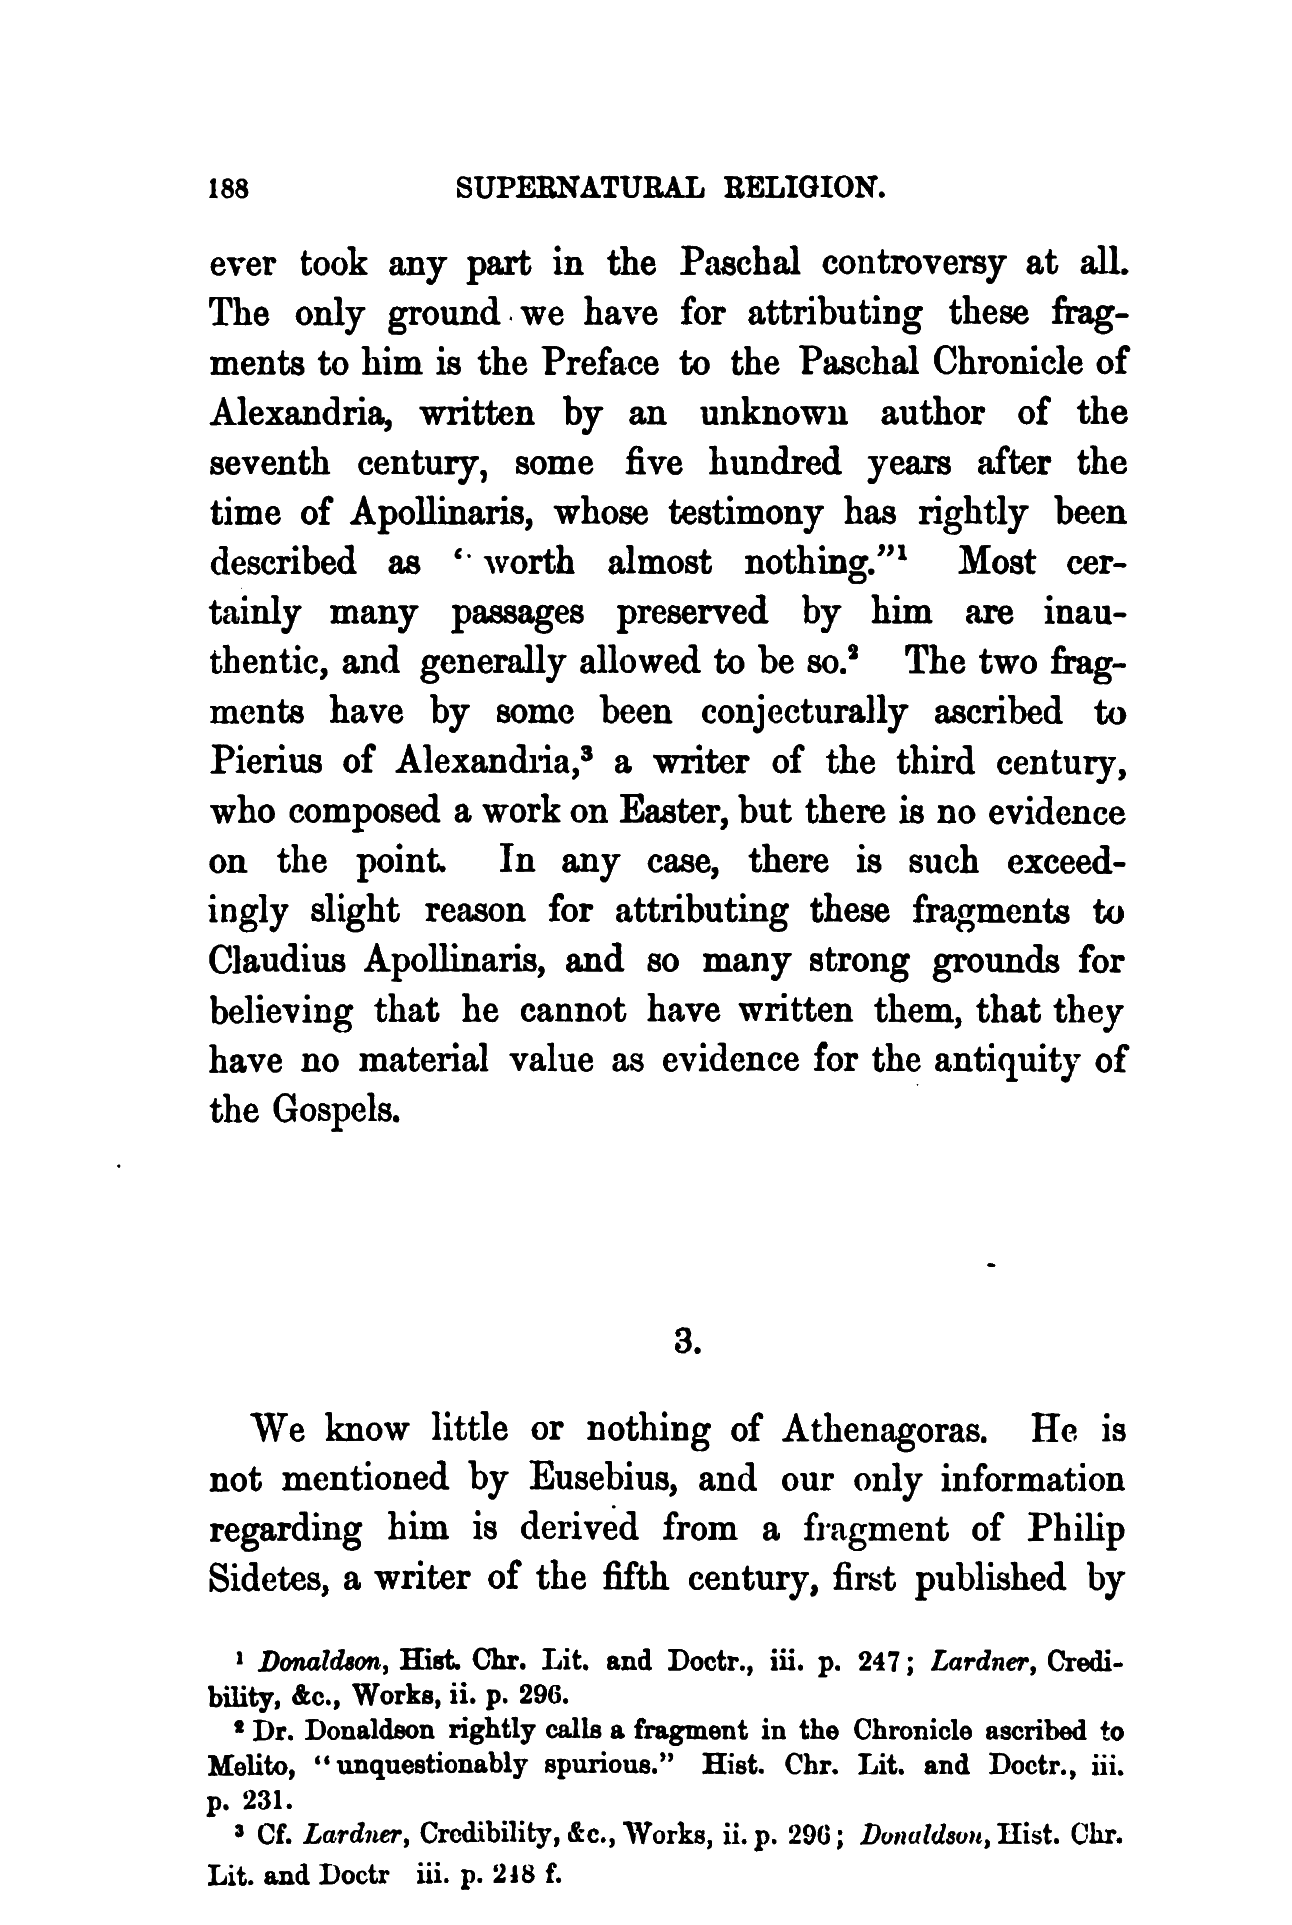 188 SUPERNATURAL RELIGION.
ever took any part in the Paschal controversy at all.
The only ground we have for attributing these frag-
ments to him is the Preface to the Paschal Chronicle of
Alexandria, written by an unknown author of the
seventh century, some five hundred years after the
time of Apollinaris, whose testimony has rightly been
described as “worth almost nothing.”¹ Most cer-
tainly many passages preserved by him are inau-
thentic, and generally allowed to be so.² The two frag-
ments have by some been conjecturally ascribed to
Pierius of Alexandria,³ a writer of the third century,
who composed a work on Easter, but there is no evidence
on the point. In any case, there is such exceed-
ingly slight reason for attributing these fragments to
Claudius Apollinaris, and so many strong grounds for
believing that he cannot have written them, that they
have no material value as evidence for the antiquity of
the Gospels.
3.
We know little or nothing of Athenagoras. He is
not mentioned by Eusebius, and our only information
regarding him is derived from a fragment of Philip
Sidetes, a writer of the fifth century, first published by
¹ Donaldson, Hist. Chr. Lit. and Doctr., iii. p. 247; Lardner, Credi-
bility, &c., Works, ii. p. 296.
² Dr. Donaldson rightly calls a fragment in the Chronicle ascribed to
Melito, “unquestionably spurious.” Hist. Chr. Lit. and Doctr., iii.
p. 231.
³ Cf. Lardner, Credibility, &c., Works, ii. p. 296; Donaldson, Hist. Chr.
Lit. and Doctr iii. p. 248 f.